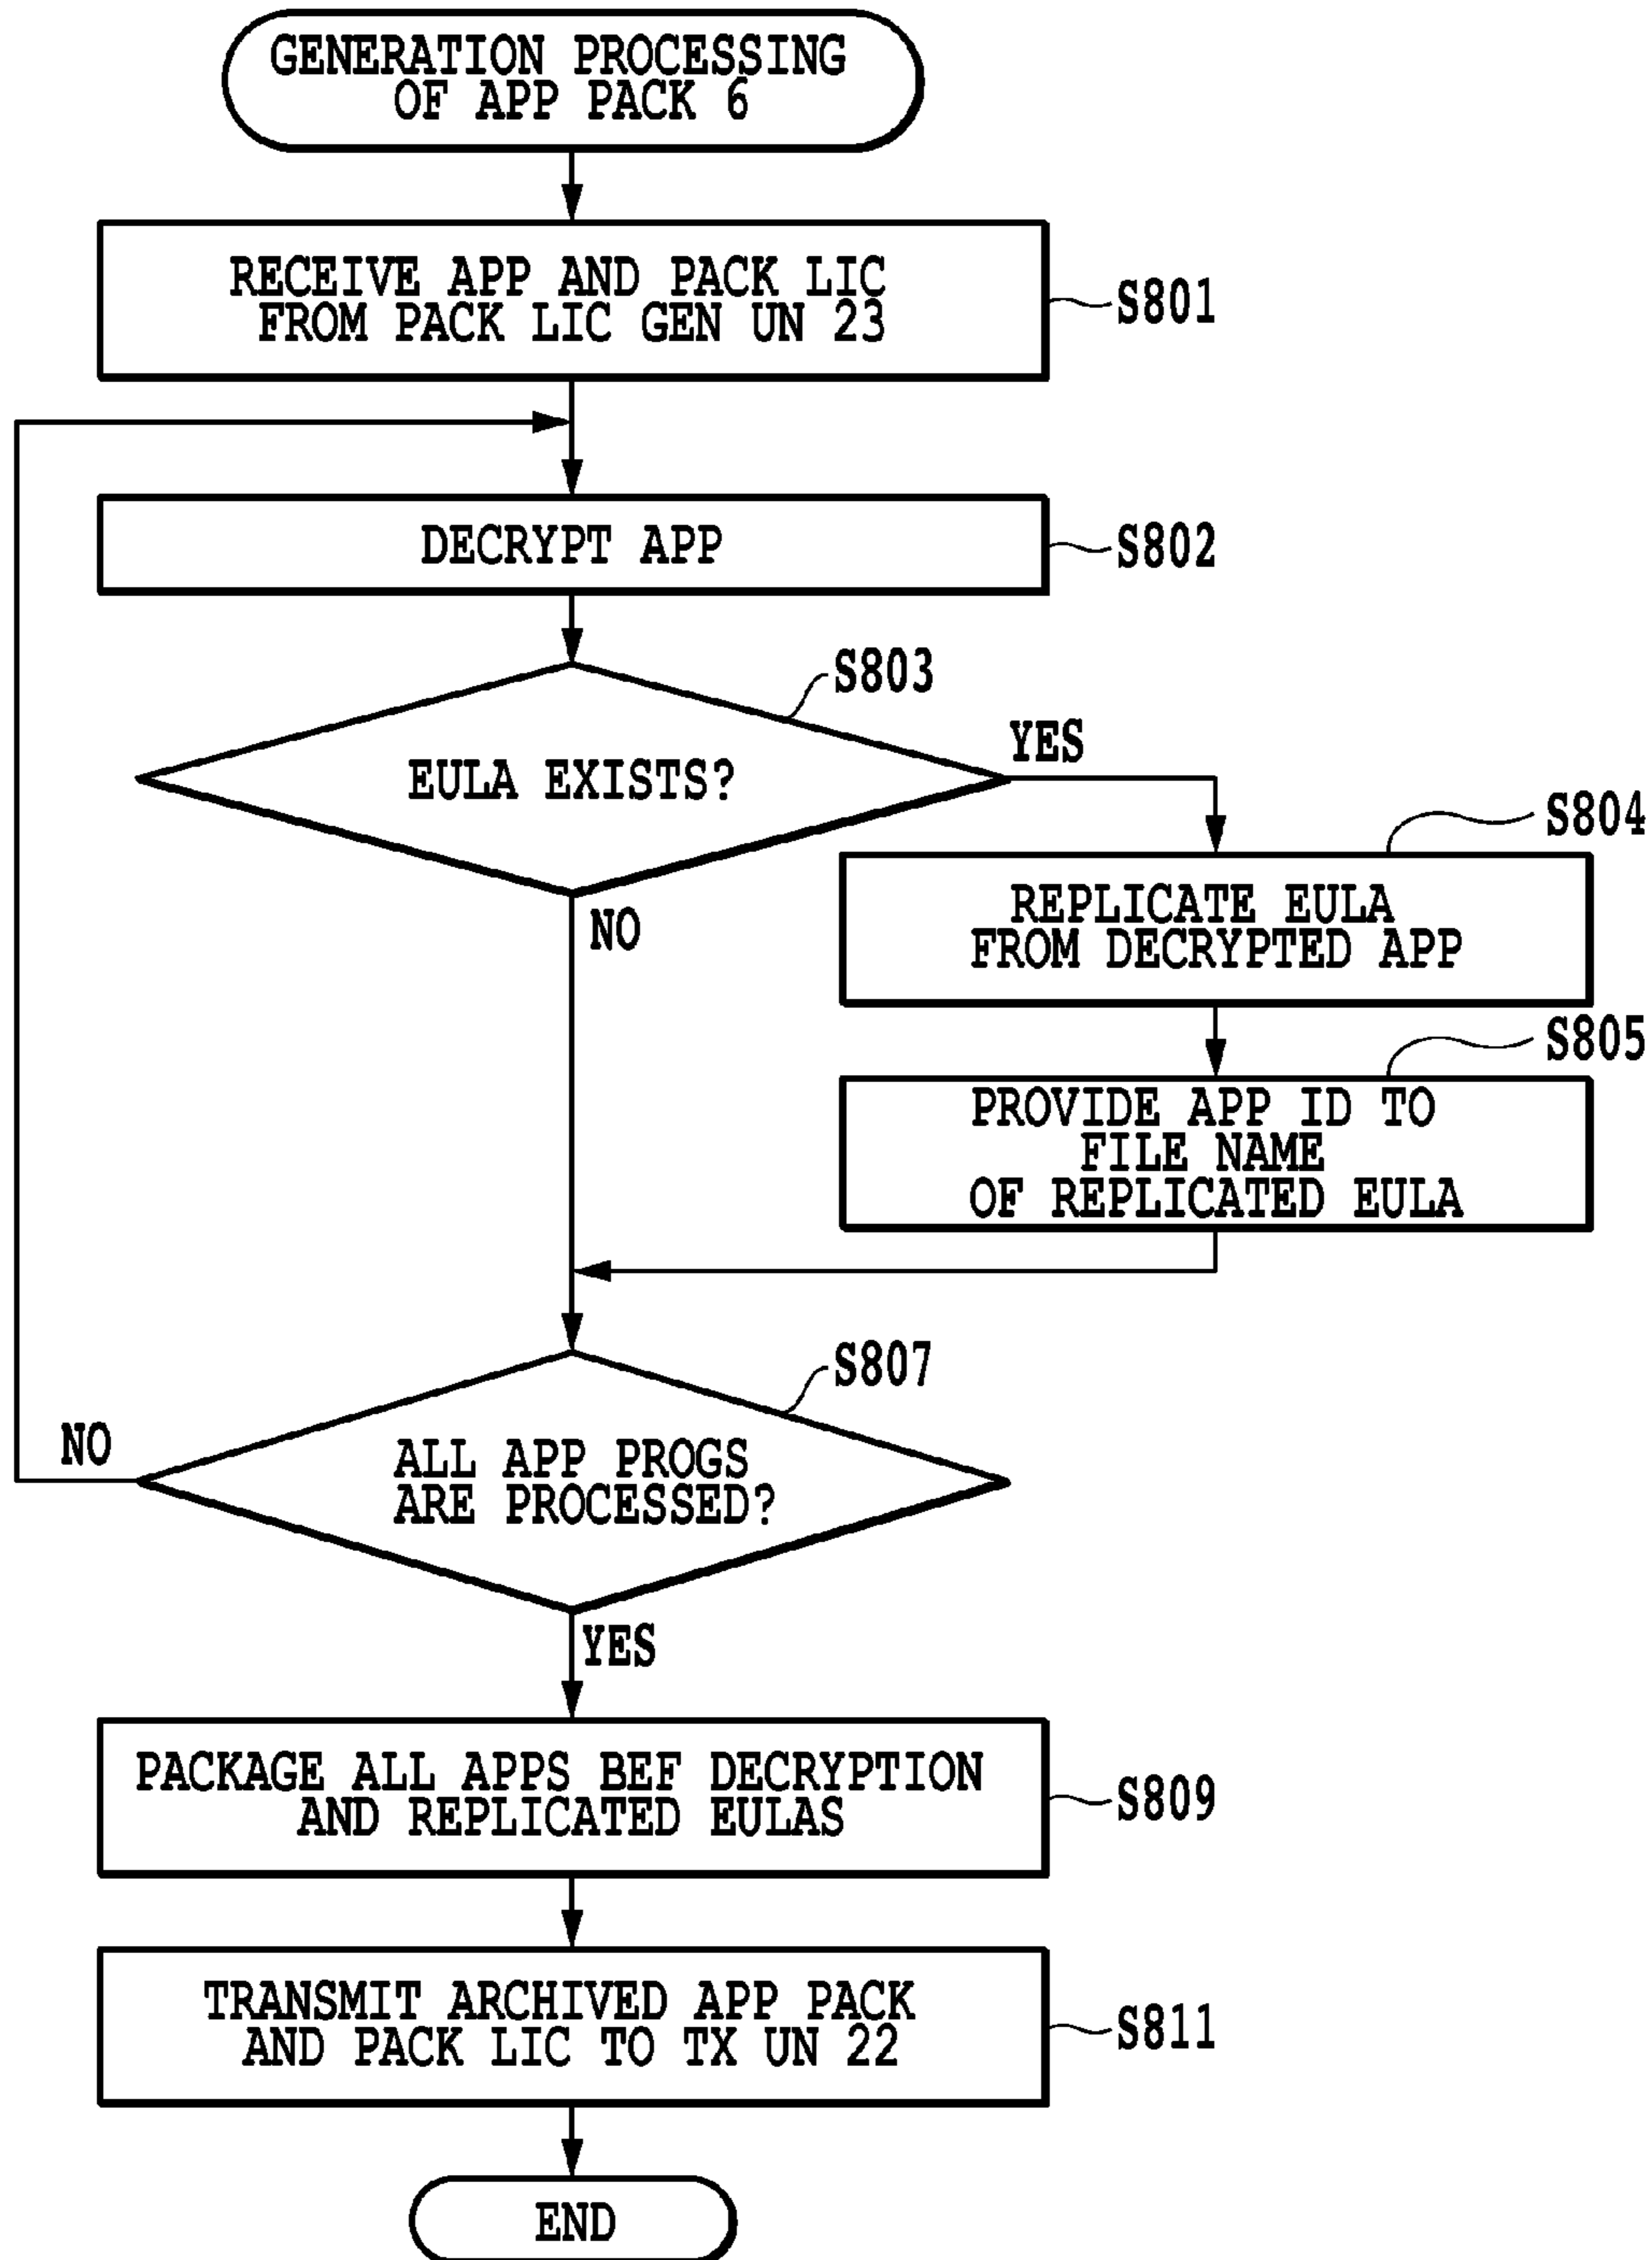 GENERATION PROCESSING
OF APP PACK 6
RECEIVE APP AND PACK LIC
FROM PACK LIC GEN UN 23
S801
DECRYPT APP
S802
S803
EULA EXISTS?
YES
NO
S804
REPLICATE EULA
FROM DECRYPTED APP
S805
PROVIDE APP ID TO
FILE NAME
OF REPLICATED EULA
S807
NO
ALL APP PROGS
ARE PROCESSED?
YES
PACKAGE ALL APPS BEF DECRYPTION
AND REPLICATED EULAS
S809
TRANSMIT ARCHIVED APP PACK
AND PACK LIC TO TX UN 22
S811
END